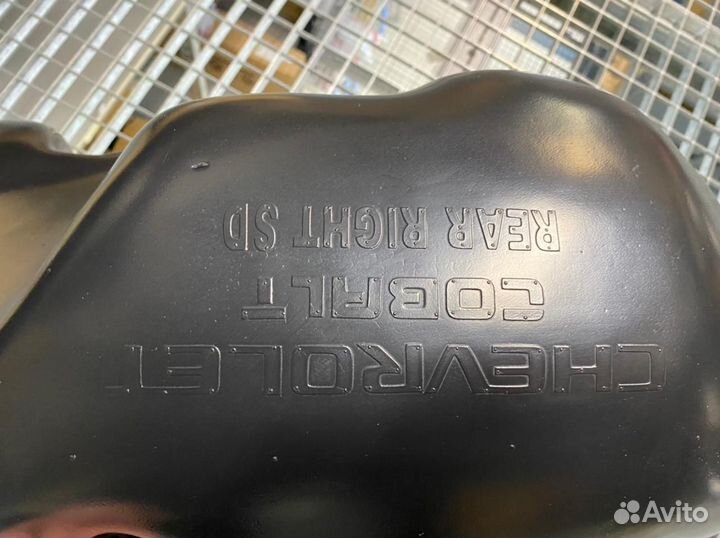 CHEVROLET
COBALT
REAR RIGHT SD
Avito